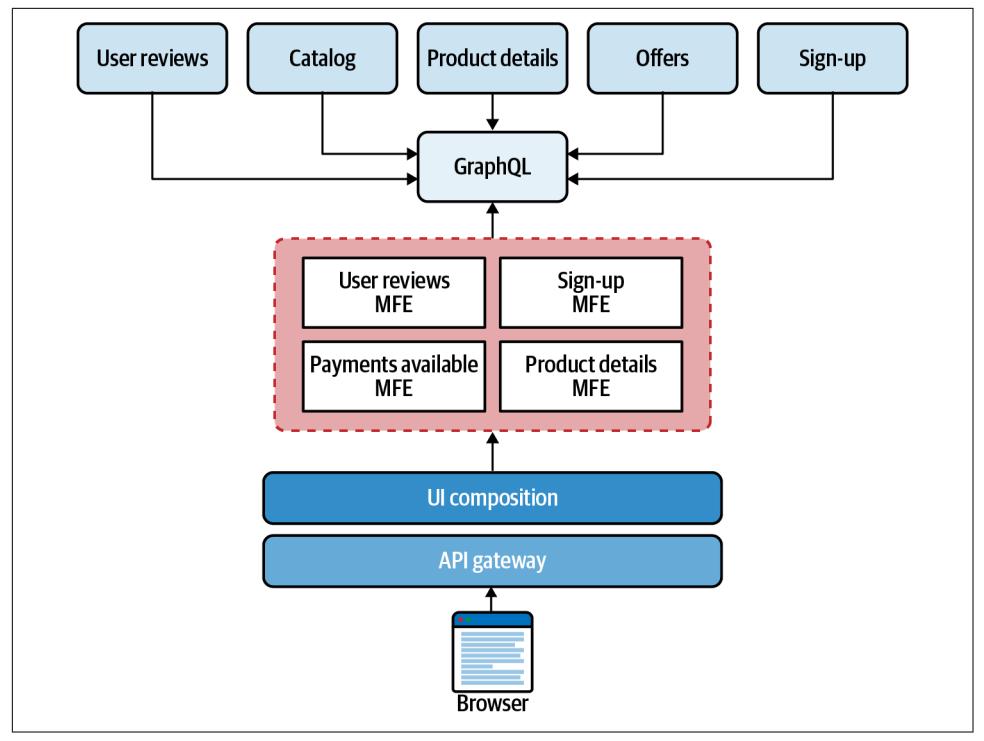 User reviews
Catalog
Product details
Offers
Sign-up
GraphQL
User reviews
MFE
Sign-up
MFE
Payments available
MFE
Product details
MFE
UI composition
API gateway
Browser